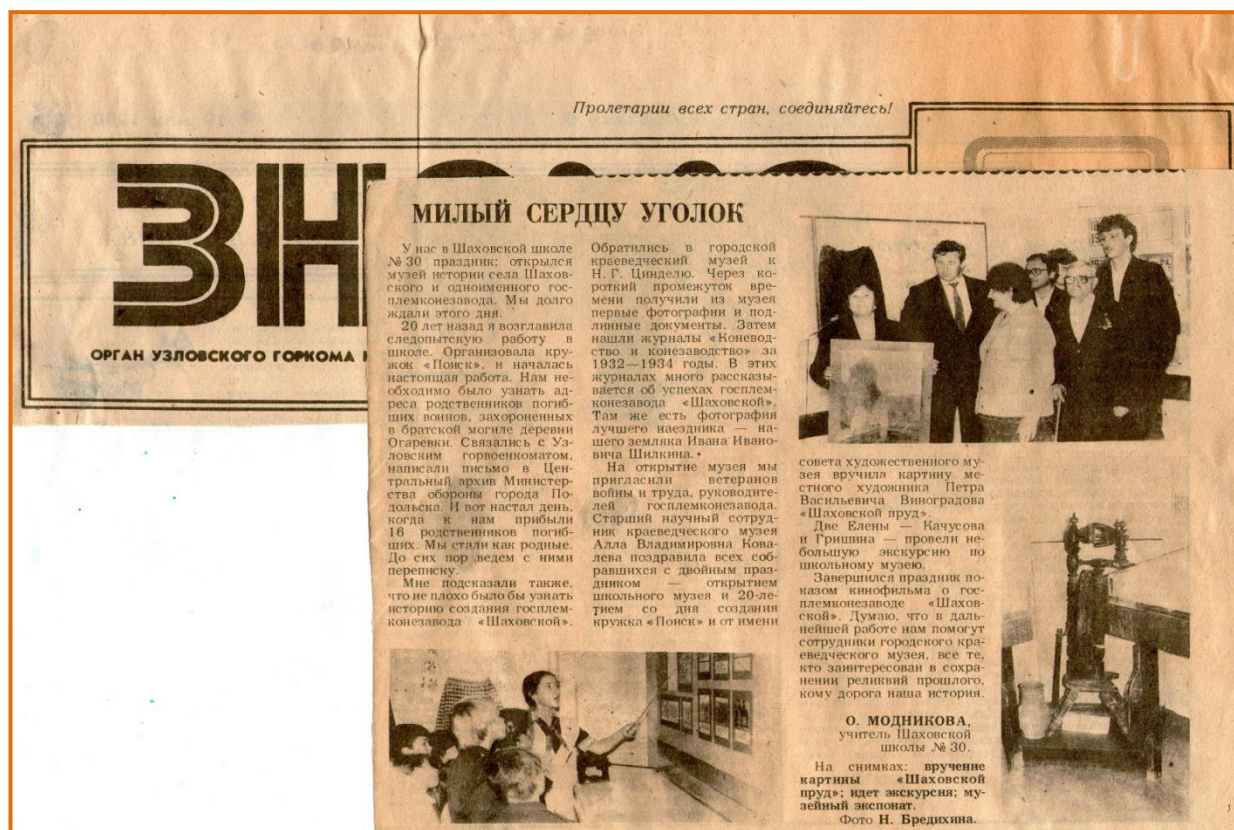 Пролетарии всех стран, соединяйтесь!
ЗН
ОРГАН УЗЛОВСКОГО ГОРКОМА
МИЛЫЙ СЕРДЦУ УГОЛОК
У нас в Шаховской школе
№ 30 праздник: открылся
музей истории села Шахов-
ского и одноименного гос-
племконезавода. Мы долго
ждали этого дня.
20 лет назад я возглавила
следопытскую работу в
школе. Организовала кру-
жок «Поиск», и началась
настоящая работа. Нам не-
обходимо было узнать ад-
реса родственников погиб-
ших воинов, захороненных
в братской могиле деревни
Огаревки. Связались с Уз-
ловским горвоенкоматом,
написали письмо в Цен-
тральный архив Министер-
ства обороны города По-
дольска. И вот настал день,
когда к нам прибыли
16 родственников погиб-
ших. Мы стали как родные.
До сих пор ведем с ними
переписку.
Мне подсказали также,
что не плохо было бы узнать
историю создания госплем-
конезавода «Шаховской».
Обратились в городской
краеведческий музей к
Н. Г. Цинделю. Через ко-
роткий промежуток вре-
мени получили из музея
первые фотографии и под-
линные документы. Затем
нашли журналы «Коневод-
ство и конезаводство» за
1932—1934 годы. В этих
журналах много рассказы-
вается об успехах госплем-
конезавода «Шаховской».
Там же есть фотография
лучшего наездника — на-
шего земляка Ивана Ивано-
вича Шилкина.
На открытие музея мы
пригласили ветеранов
войны и труда, руководите-
лей госплемконезавода.
Старший научный сотруд-
ник краеведческого музея
Алла Владимировна Кова-
лева поздравила всех соб-
равшихся с двойным праз-
дником — открытием
школьного музея и 20-ле-
тием со дня создания
кружка «Поиск» и от имени
совета художественного му-
зея вручила картину ме-
стного художника Петра
Васильевича Виноградова
«Шаховской пруд».
Две Елены — Качусова
и Гришина — провели не-
большую экскурсию по
школьному музею.
Завершился праздник по-
казом кинофильма о гос-
племконезаводе «Шахов-
ской». Думаю, что в даль-
нейшей работе нам помогут
сотрудники городского кра-
еведческого музея, все те,
кто заинтересован в сохра-
нении реликвий прошлого,
кому дорога наша история.
О. МОДНИКОВА,
учитель Шаховской
школы № 30.
На снимках: вручение
картины «Шаховской
пруд»; идет экскурсия; му-
зейный экспонат.
Фото Н. Бредихина.